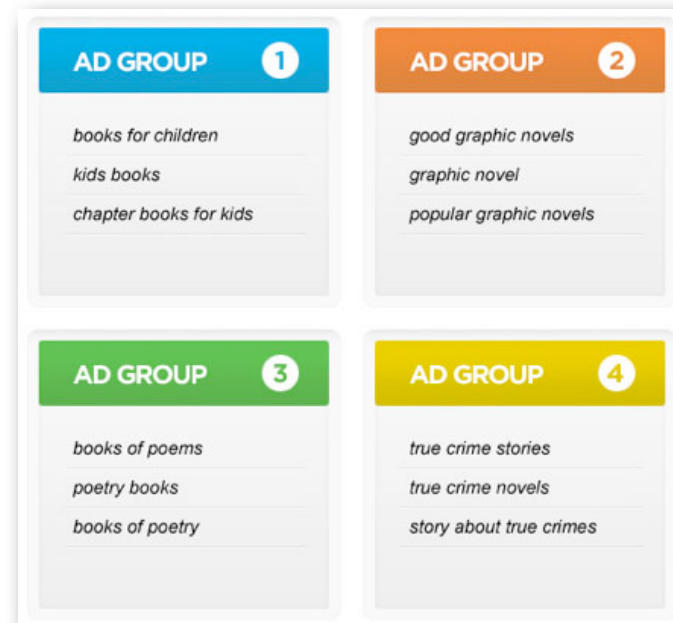 AD GROUP 1
books for children
kids books
chapter books for kids
AD GROUP 2
good graphic novels
graphic novel
popular graphic novels
AD GROUP 3
books of poems
poetry books
books of poetry
AD GROUP 4
true crime stories
true crime novels
story about true crimes